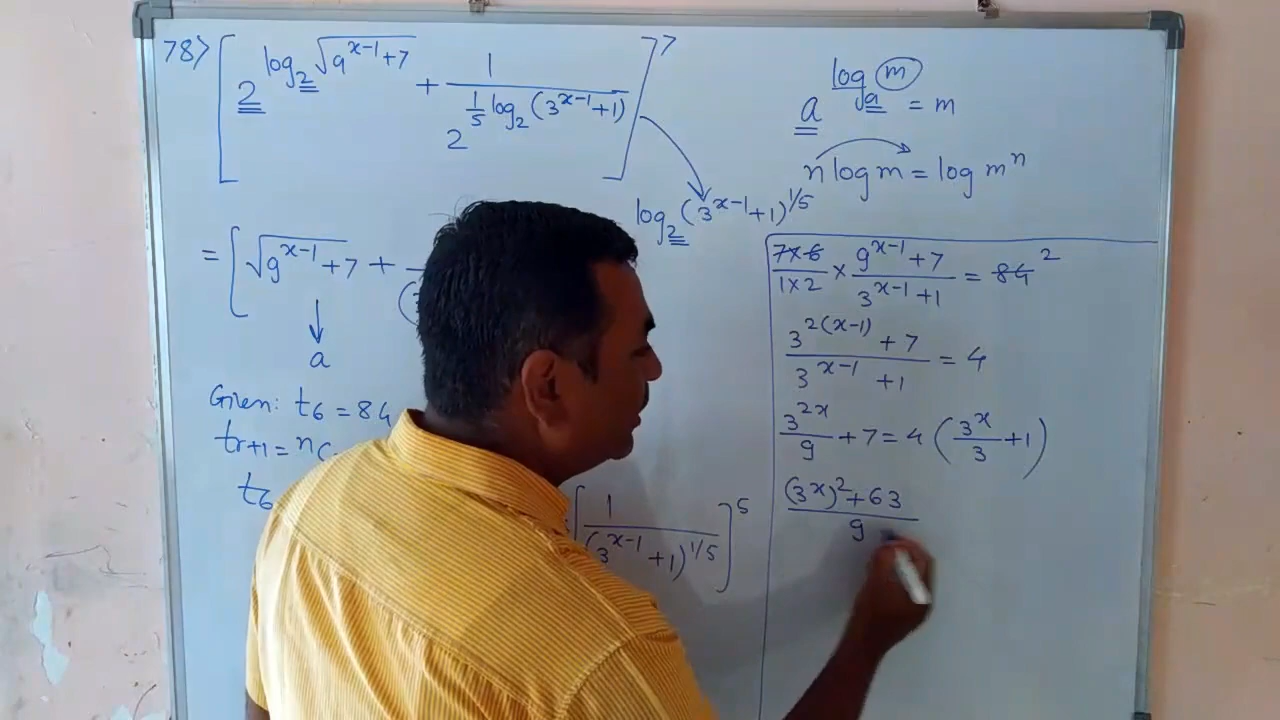 78) [ 2^(log₂ √(9^(x-1) + 7)) + 1 / 2^((1/5) log₂ (3^(x-1) + 1)) ]^7
a^(log_a m) = m
n log m = log m^n
log₂ (3^(x-1) + 1)^(1/5)
= [ √(9^(x-1) + 7) +
a
Given: t₆ = 84
t_(r+1) = n_C
t₆
[ 1 / (3^(x-1) + 1)^(1/5) ]^5
(7×6)/(1×2) × (9^(x-1) + 7)/(3^(x-1) + 1) = 84 2
(3^(2(x-1)) + 7)/(3^(x-1) + 1) = 4
3^(2x)/9 + 7 = 4 (3^x/3 + 1)
((3^x)² + 63)/9